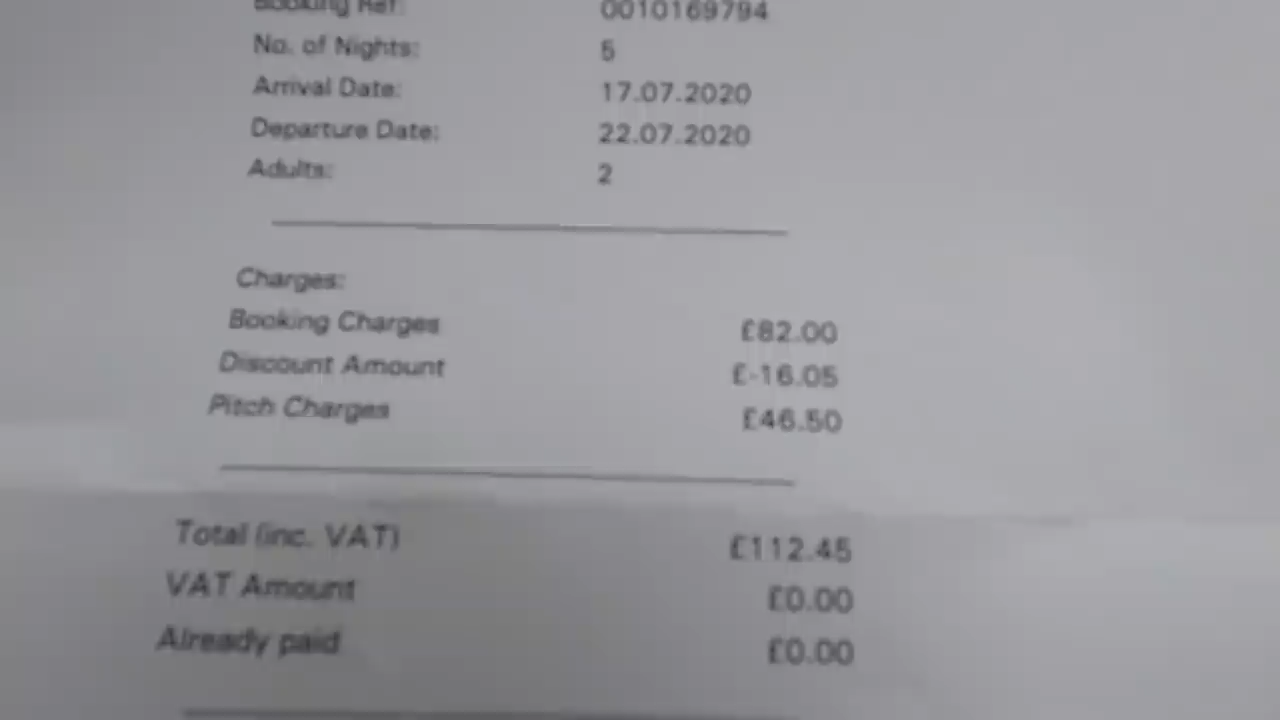 Booking Ref: 0010169794
No. of Nights: 5
Arrival Date: 17.07.2020
Departure Date: 22.07.2020
Adults: 2
Charges:
Booking Charges £82.00
Discount Amount £-16.05
Pitch Charges £46.50
Total (inc. VAT) £112.45
VAT Amount £0.00
Already paid £0.00